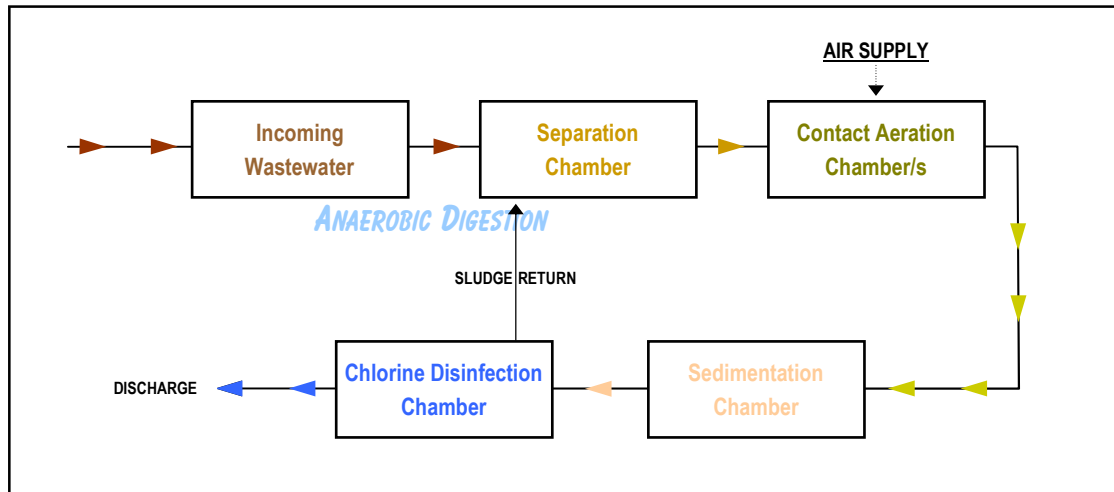 AIR SUPPLY
Incoming
Wastewater
Separation
Chamber
Contact Aeration
Chamber/s
ANAEROBIC DIGESTION
SLUDGE RETURN
DISCHARGE
Chlorine Disinfection
Chamber
Sedimentation
Chamber